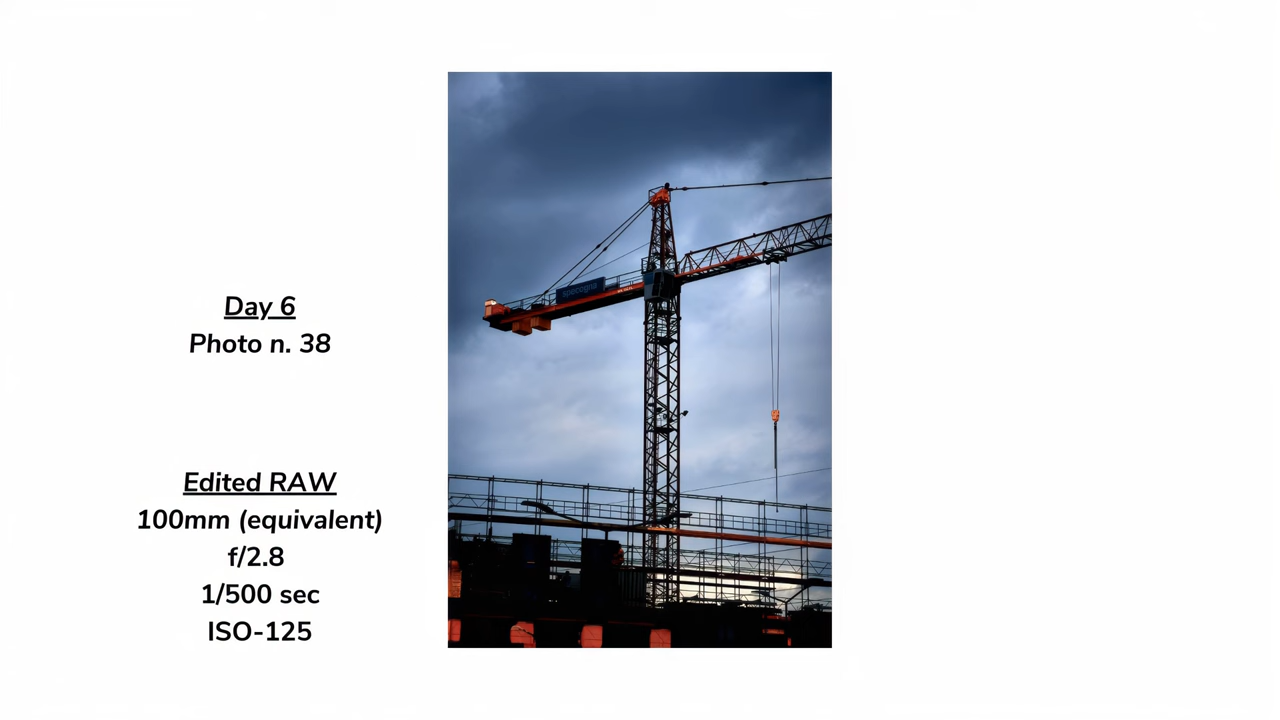 Day 6
Photo n. 38
Edited RAW
100mm (equivalent)
f/2.8
1/500 sec
ISO-125